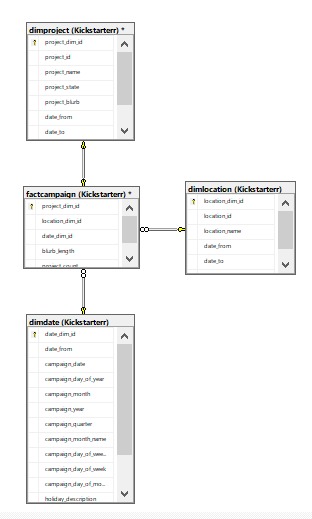 dimproject (Kickstarterr) *
project_dim_id
project_id
project_name
project_state
project_blurb
date_from
date_to
factcampaign (Kickstarterr) *
project_dim_id
location_dim_id
date_dim_id
blurb_length
project_count
dimlocation (Kickstarterr)
location_dim_id
location_id
location_name
date_from
date_to
dimdate (Kickstarterr)
date_dim_id
date_from
campaign_date
campaign_day_of_year
campaign_month
campaign_year
campaign_quarter
campaign_month_name
campaign_day_of_wee...
campaign_day_of_week
campaign_day_of_mo...
holiday_description